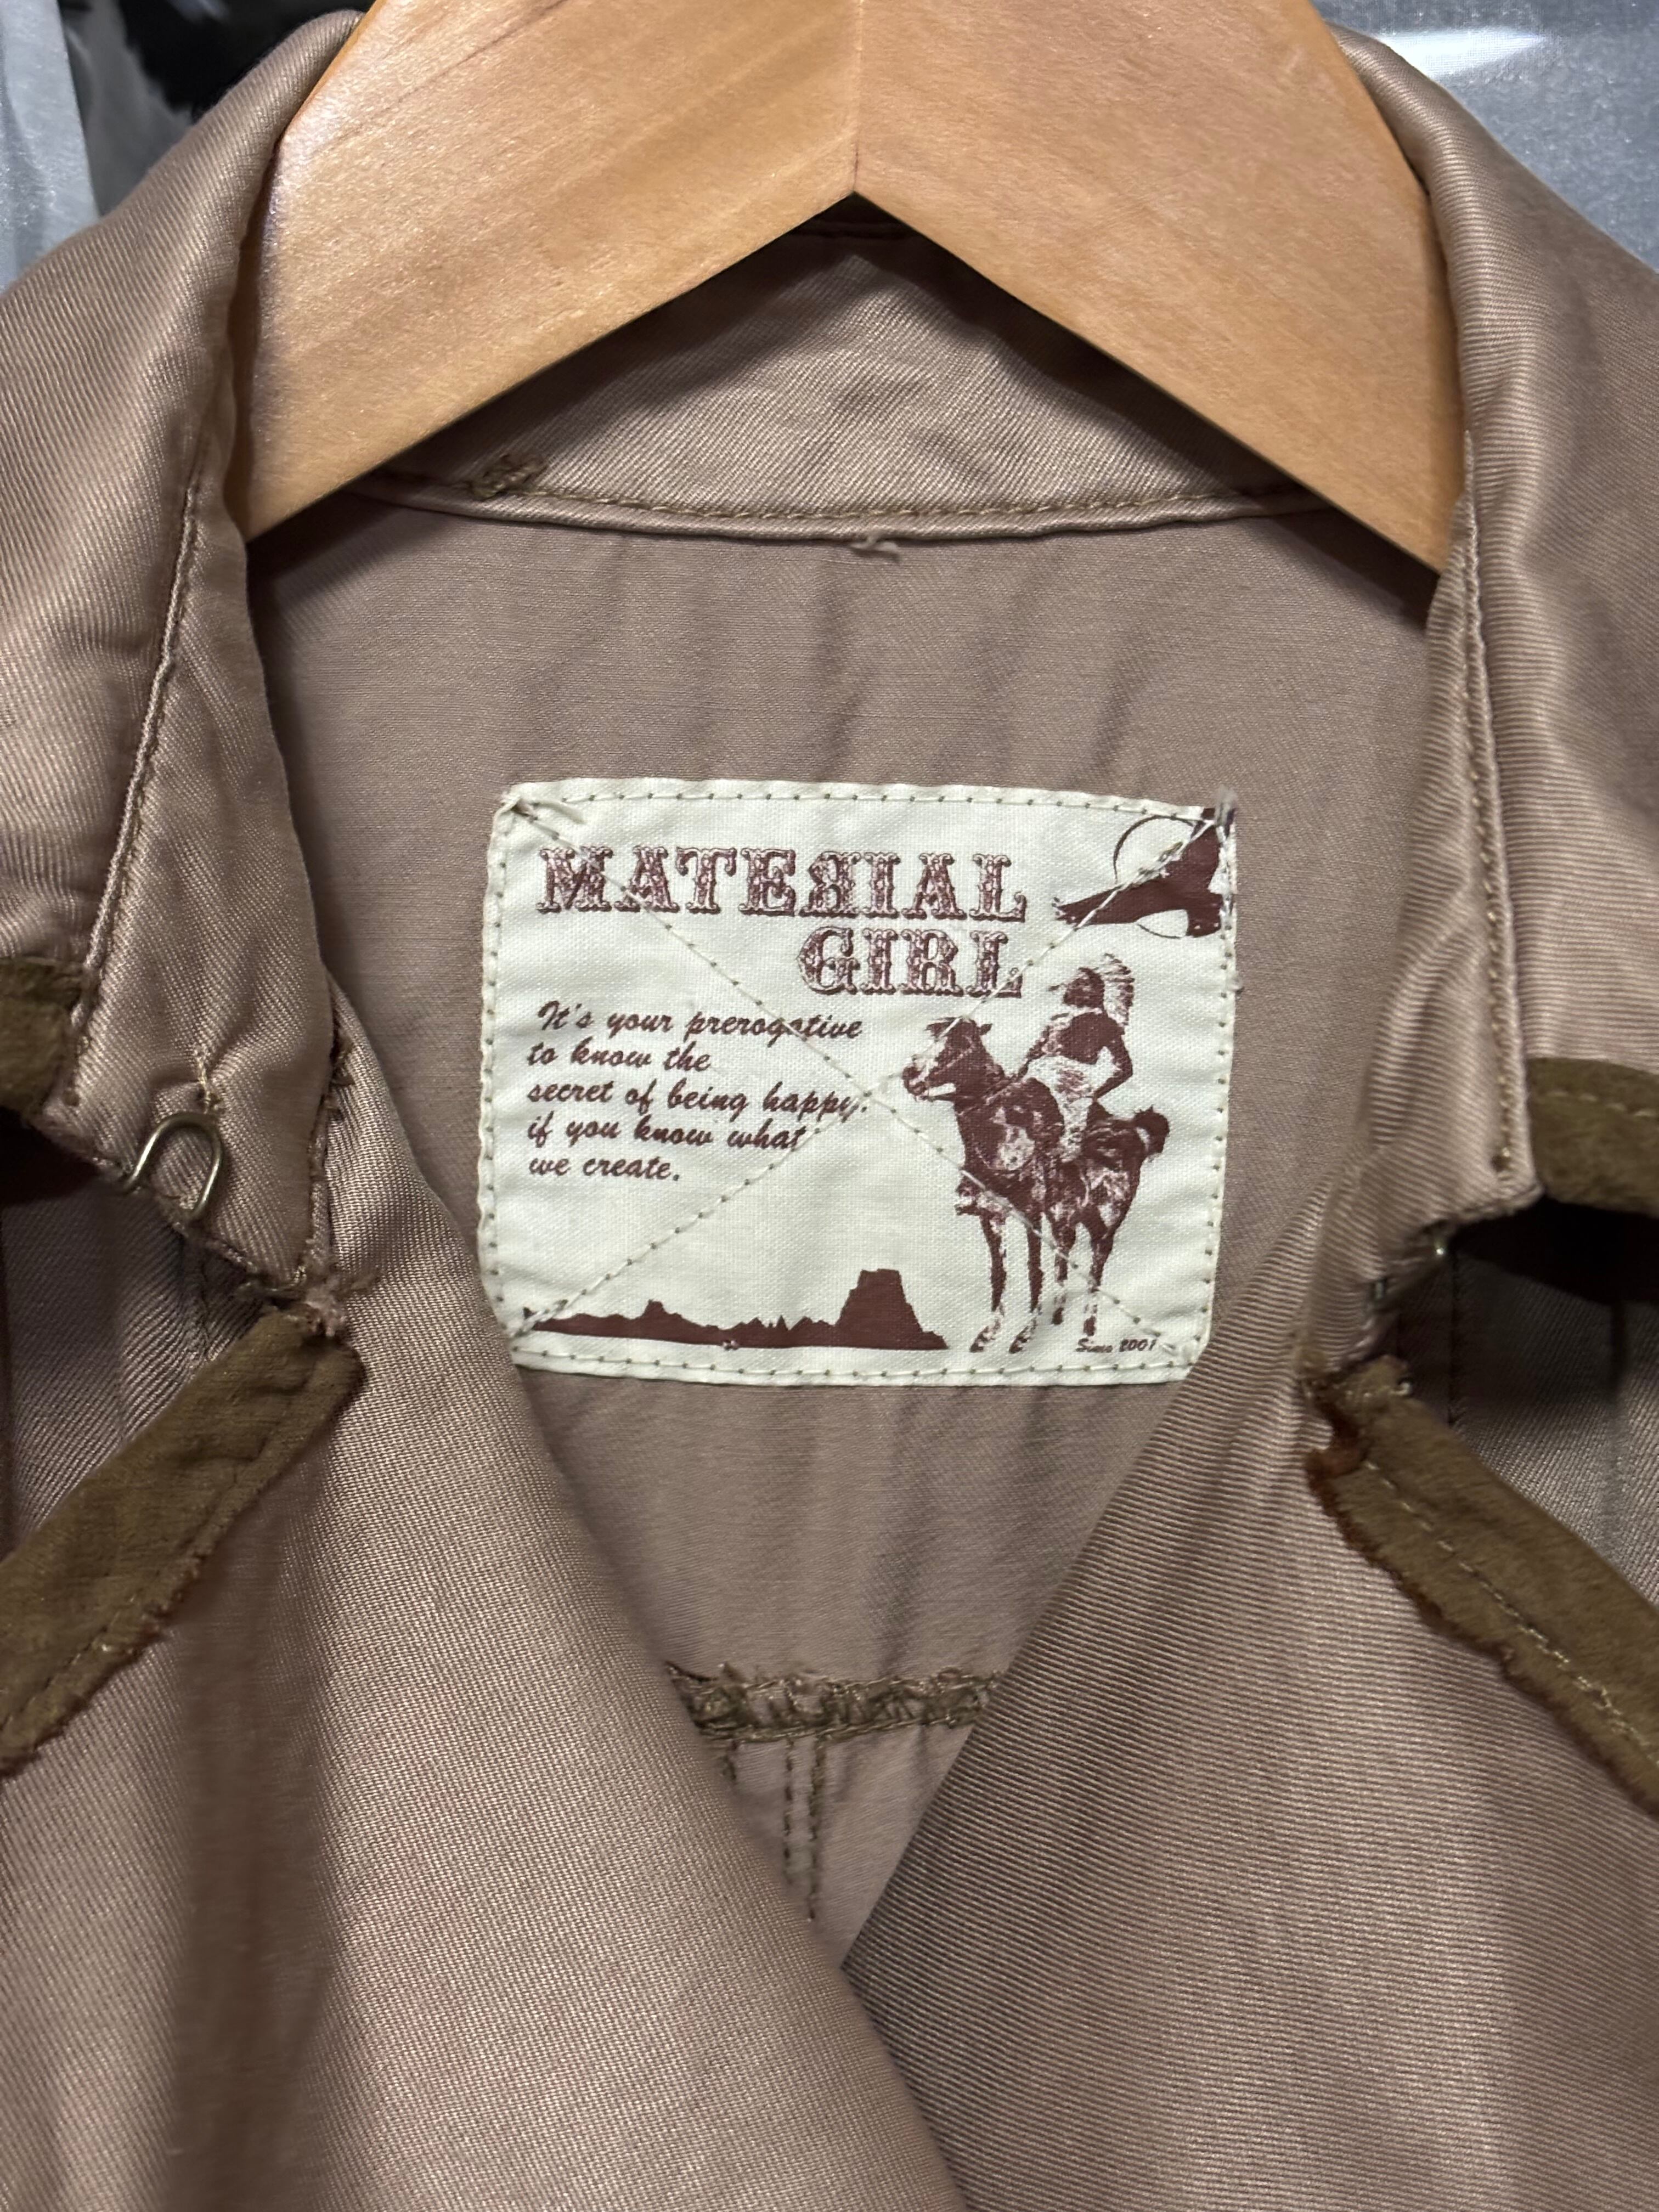 MATEЯIAL
GIRL
It's your prerogative
to know the
secret of being happy.
if you know what
we create.
Since 2001